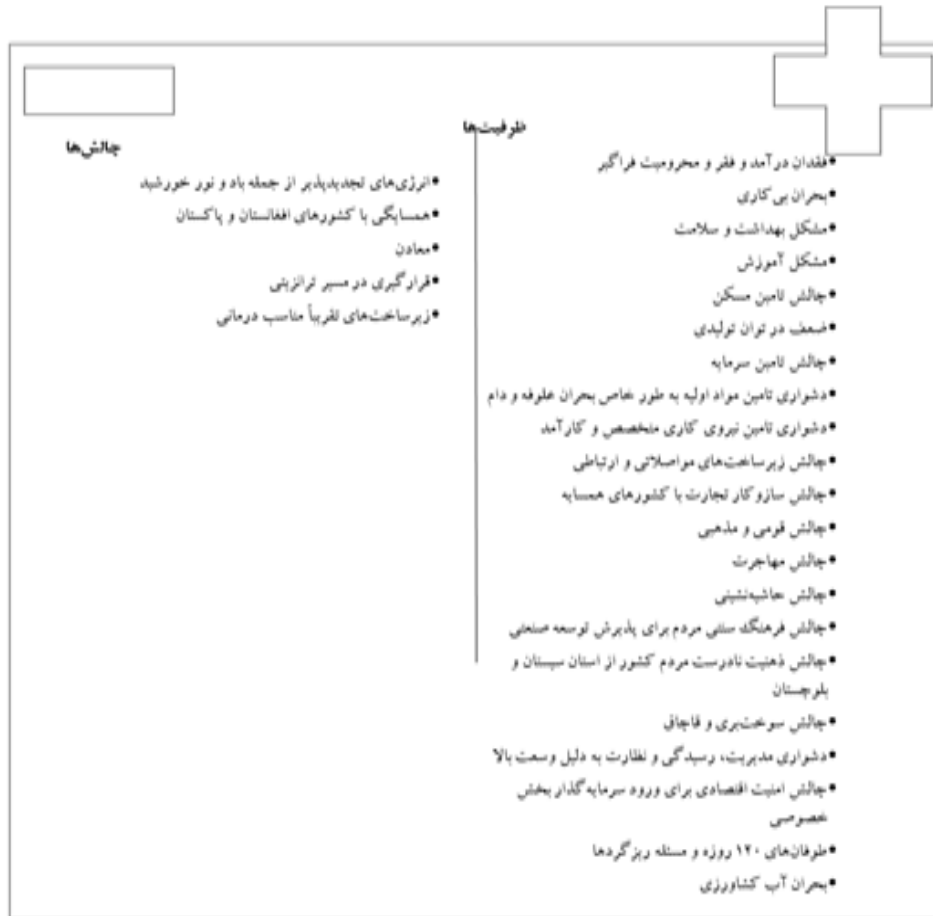 ظرفیت‌ها
•فقدان درآمد و فقر و محرومیت فراگیر
•بحران بی‌کاری
•مشکل بهداشت و سلامت
•مشکل آموزش
•چالش تامین مسکن
•ضعف در توان تولیدی
•چالش تامین سرمایه
•دشواری تامین مواد اولیه به طور خاص بحران علوفه و دام
•دشواری تامین نیروی کاری متخصص و کارآمد
•چالش زیرساخت‌های مواصلاتی و ارتباطی
•چالش سازوکار تجارت با کشورهای همسایه
•چالش قومی و مذهبی
•چالش مهاجرت
•چالش حاشیه‌نشینی
•چالش فرهنگ سنتی مردم برای پذیرش توسعه صنعتی
•چالش ذهنیت نادرست مردم کشور از استان سیستان و
بلوچستان
•چالش سوخت‌بری و قاچاق
•دشواری مدیریت، رسیدگی و نظارت به دلیل وسعت بالا
•چالش امنیت اقتصادی برای ورود سرمایه‌گذار بخش
خصوصی
•طوفان‌های ۱۲۰ روزه و مسئله ریزگردها
•بحران آب کشاورزی
چالش‌ها
•انرژی‌های تجدیدپذیر از جمله باد و نور خورشید
•همسایگی با کشورهای افغانستان و پاکستان
•معادن
•قرارگیری در مسیر ترانزیتی
•زیرساخت‌های تقریباً مناسب درمانی